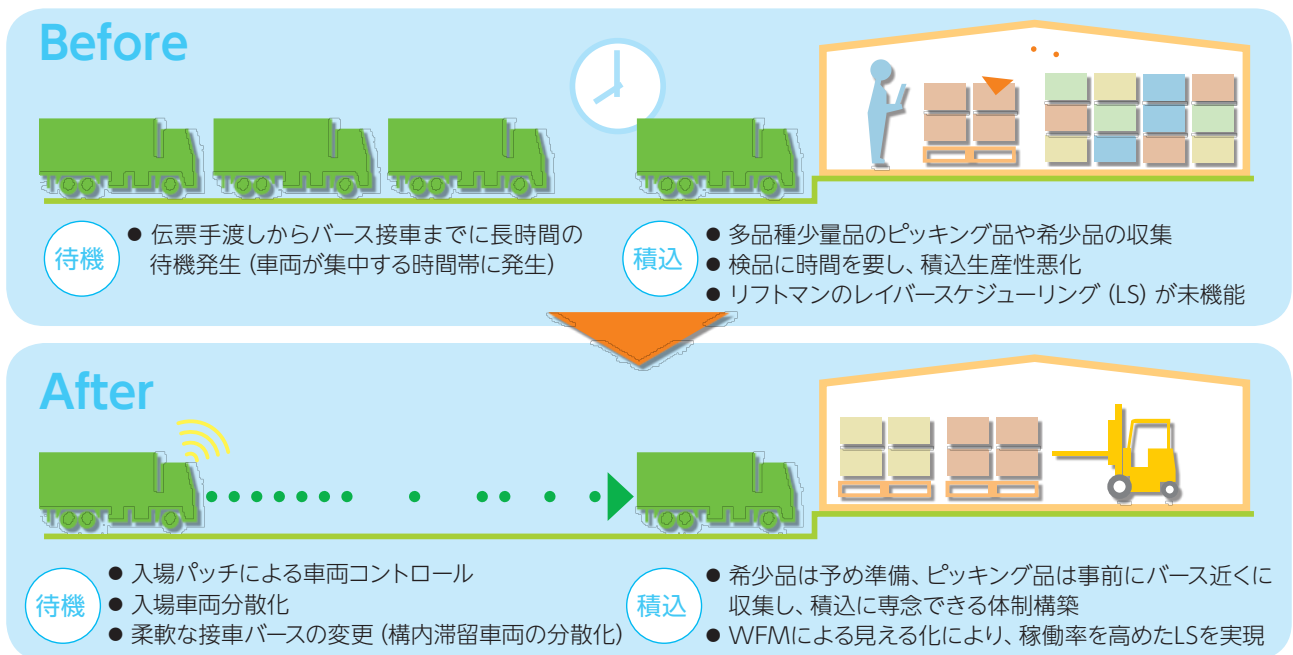 Before
待機
● 伝票手渡しからバース接車までに長時間の
待機発生 (車両が集中する時間帯に発生)
積込
● 多品種少量品のピッキング品や希少品の収集
● 検品に時間を要し、積込生産性悪化
● リフトマンのレイバースケジューリング (LS) が未機能
After
待機
● 入場パッチによる車両コントロール
● 入場車両分散化
● 柔軟な接車バースの変更 (構内滞留車両の分散化)
積込
● 希少品は予め準備、ピッキング品は事前にバース近くに
収集し、積込に専念できる体制構築
● WFMによる見える化により、稼働率を高めたLSを実現